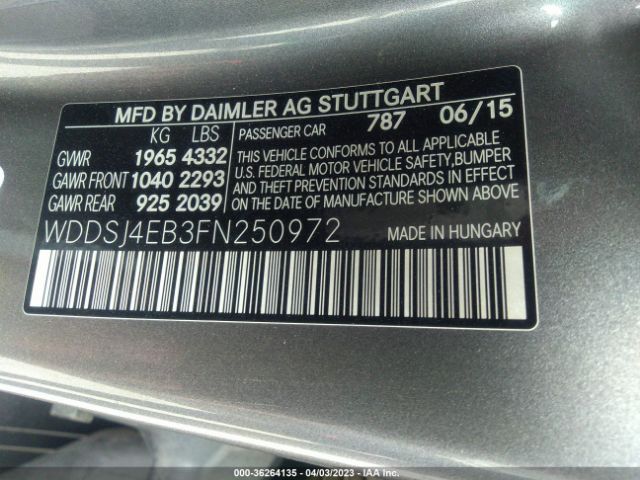 MFD BY DAIMLER AG STUTTGART
KG LBS
GVWR 1965 4332
GAWR FRONT 1040 2293
GAWR REAR 925 2039
PASSENGER CAR 787 06/15
THIS VEHICLE CONFORMS TO ALL APPLICABLE
U.S. FEDERAL MOTOR VEHICLE SAFETY, BUMPER
AND THEFT PREVENTION STANDARDS IN EFFECT
ON THE DATE OF MANUFACTURE SHOWN ABOVE.
WDDSJ4EB3FN250972 MADE IN HUNGARY
000-36264135 - 04/03/2023 - IAA Inc.